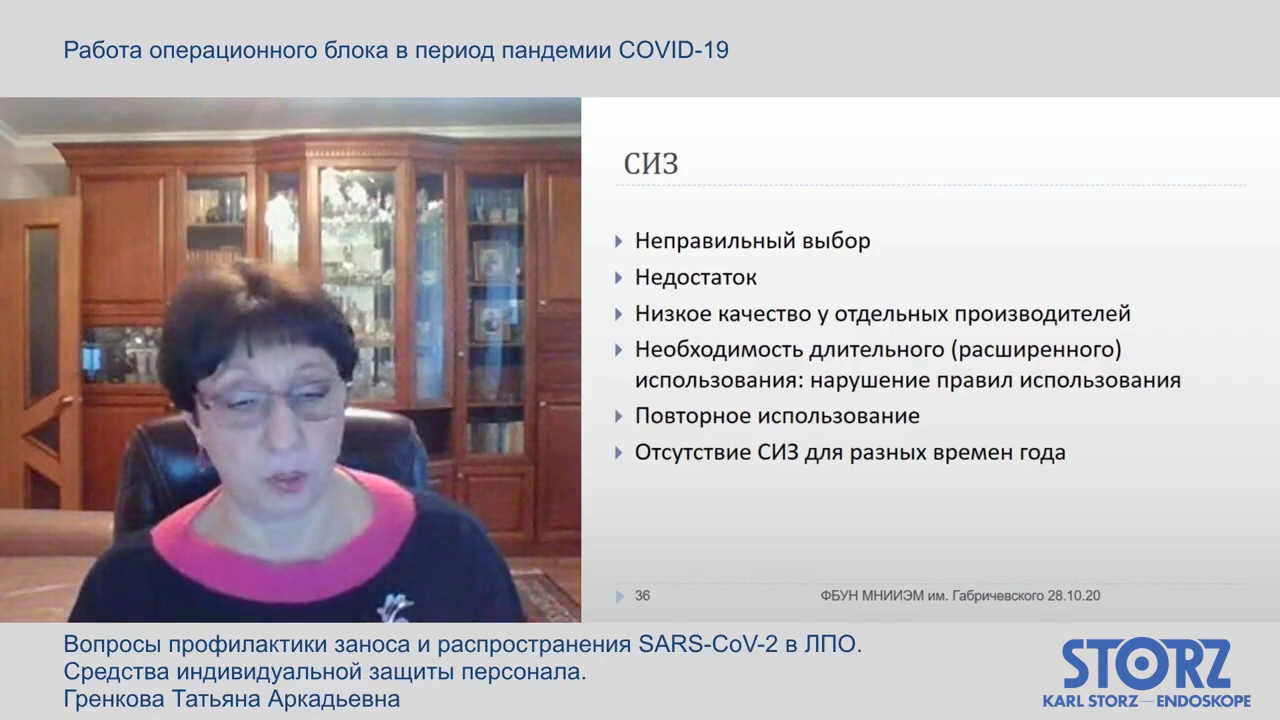 Работа операционного блока в период пандемии COVID-19
СИЗ
Неправильный выбор
Недостаток
Низкое качество у отдельных производителей
Необходимость длительного (расширенного)
использования: нарушение правил использования
Повторное использование
Отсутствие СИЗ для разных времен года
36
ФБУН МНИИЭМ им. Габричевского 28.10.20
Вопросы профилактики заноса и распространения SARS-CoV-2 в ЛПО.
Средства индивидуальной защиты персонала.
Гренкова Татьяна Аркадьевна
STORZ
KARL STORZ—ENDOSKOPE